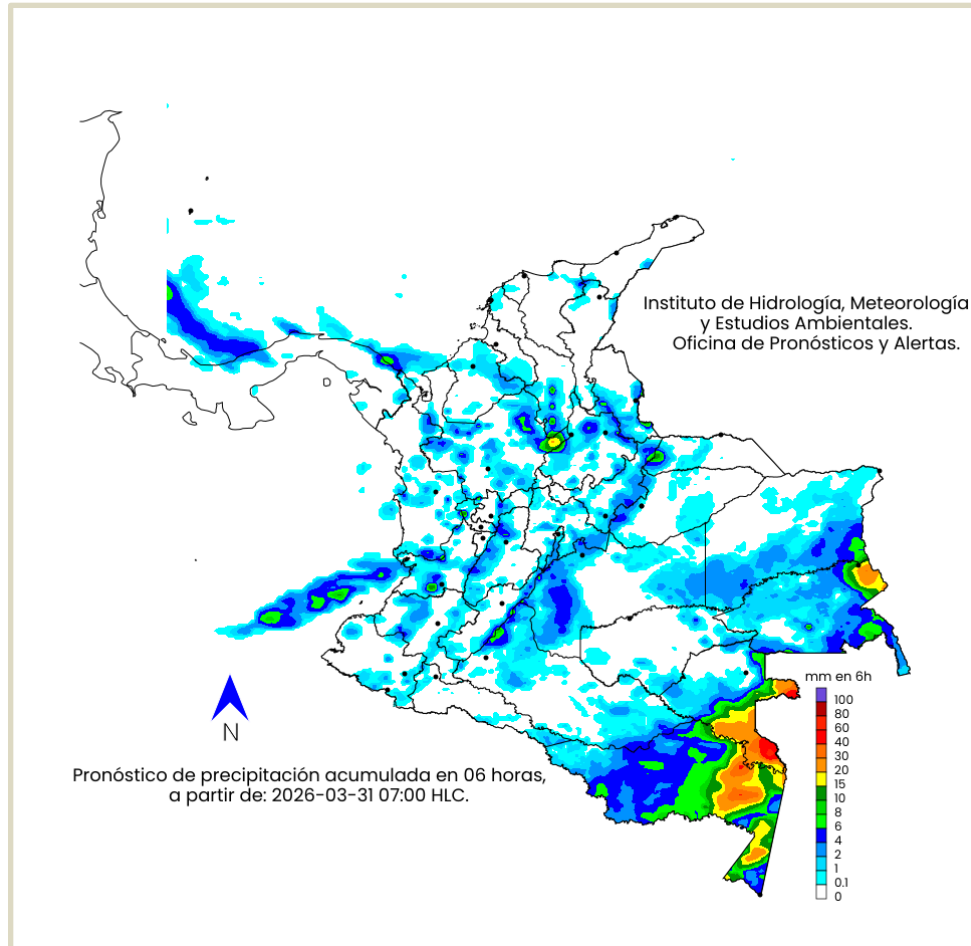 Instituto de Hidrología, Meteorología
y Estudios Ambientales.
Oficina de Pronósticos y Alertas.
mm en 6h
100
80
60
40
30
20
15
10
8
6
4
2
1
0.1
0
N
Pronóstico de precipitación acumulada en 06 horas,
a partir de: 2026-03-31 07:00 HLC.